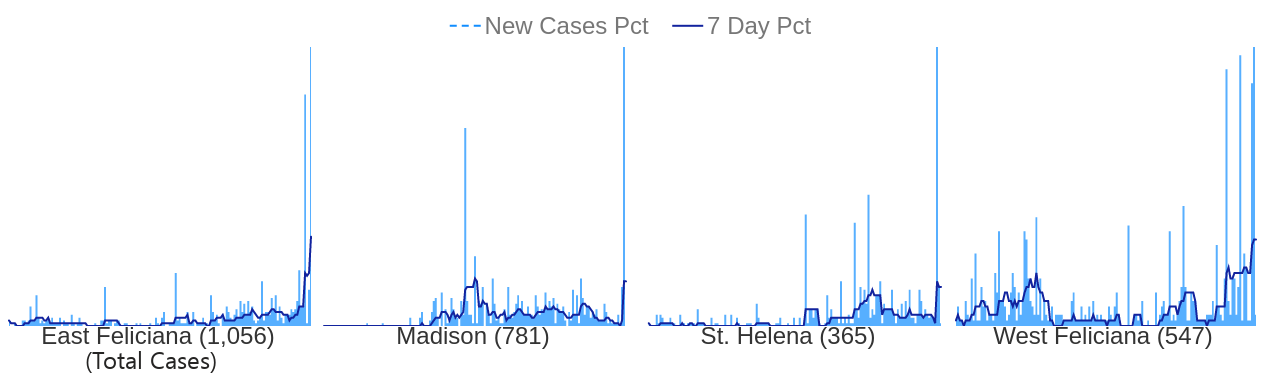 New Cases Pct 7 Day Pct
East Feliciana (1,056) Madison (781) St. Helena (365) West Feliciana (547)
(Total Cases)